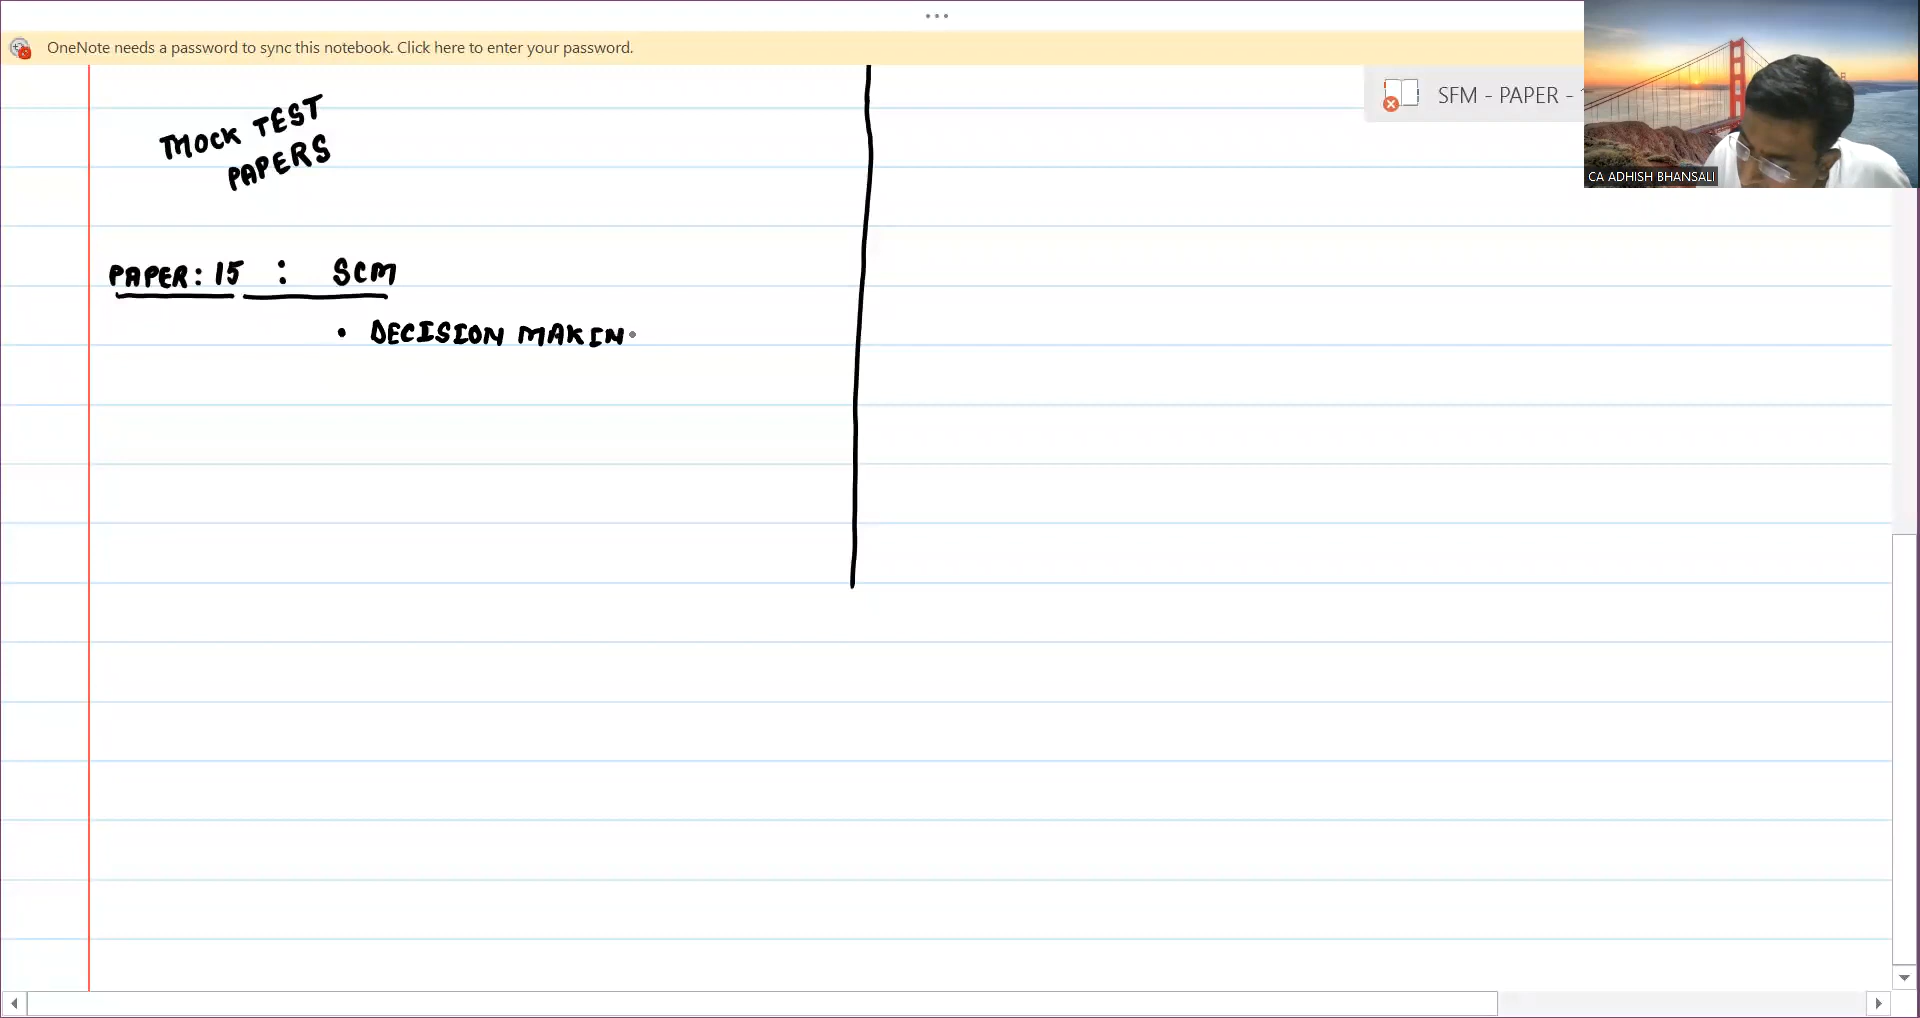 OneNote needs a password to sync this notebook. Click here to enter your password.
SFM - PAPER -
CA ADHISH BHANSALI
MOCK TEST
PAPERS
PAPER: 15 : SCM
• DECISION MAKIN